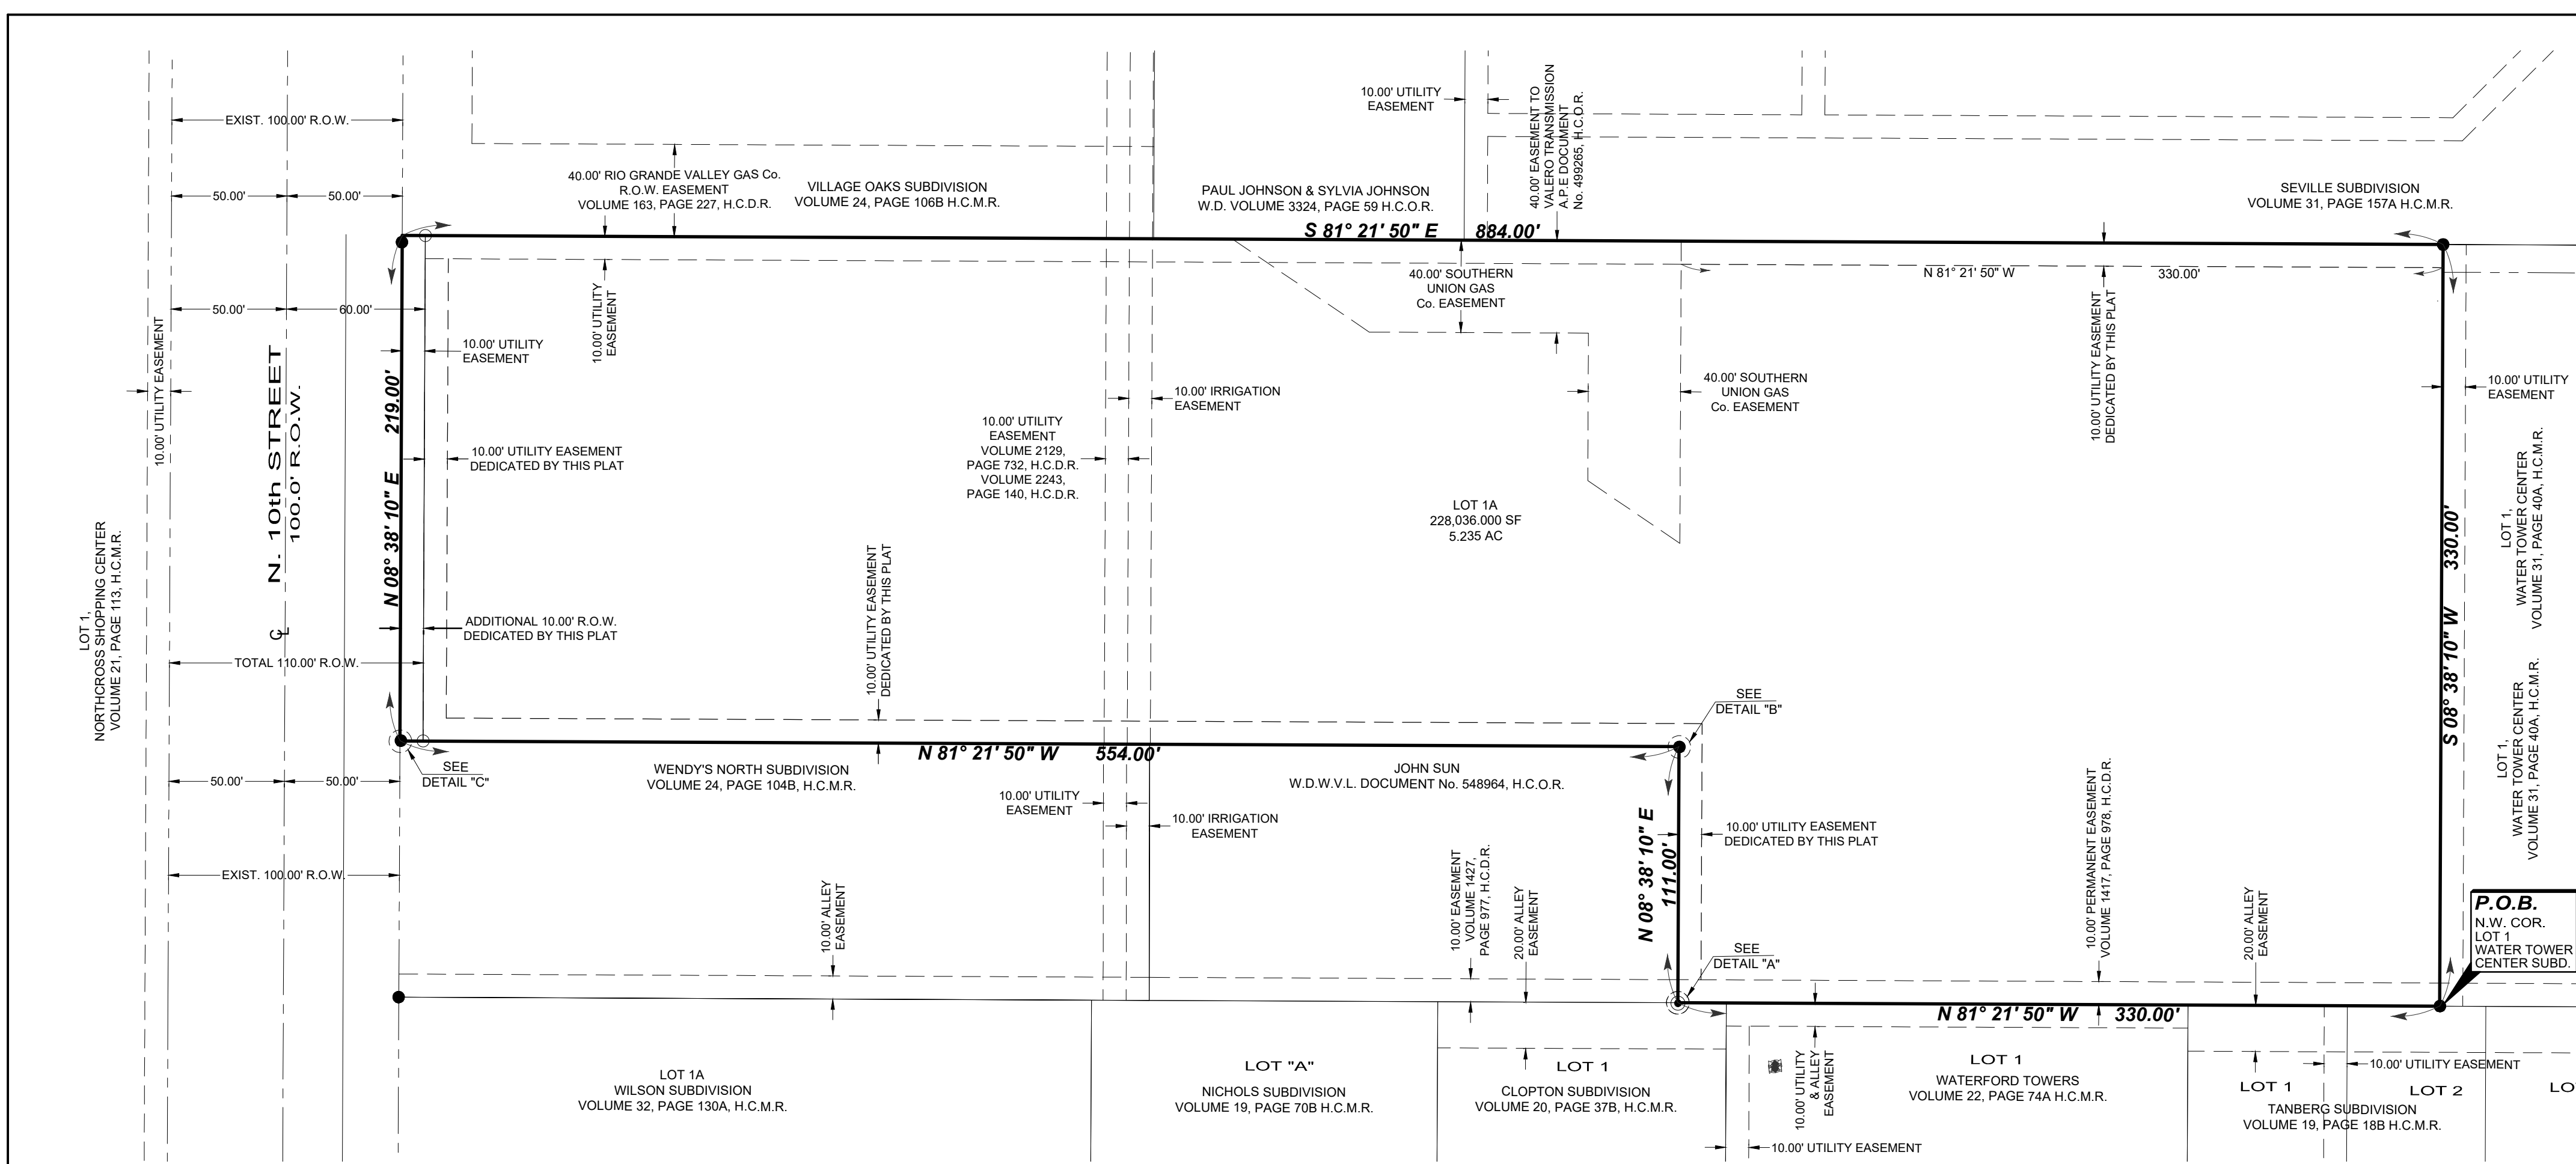 EXIST. 100.00' R.O.W.
50.00'
50.00'
40.00' RIO GRANDE VALLEY GAS Co.
R.O.W. EASEMENT
VOLUME 163, PAGE 227, H.C.D.R.
VILLAGE OAKS SUBDIVISION
VOLUME 24, PAGE 106B H.C.M.R.
PAUL JOHNSON & SYLVIA JOHNSON
W.D. VOLUME 3324, PAGE 59 H.C.O.R.
10.00' UTILITY
EASEMENT
40.00' EASEMENT TO
VALERO TRANSMISSION
A.P.E DOCUMENT
No. 499265, H.C.O.R.
SEVILLE SUBDIVISION
VOLUME 31, PAGE 157A H.C.M.R.
S 81° 21' 50" E 884.00'
N 81° 21' 50" W 330.00'
40.00' SOUTHERN
UNION GAS
Co. EASEMENT
50.00'
60.00'
10.00' UTILITY EASEMENT
N. 10th STREET
100.0' R.O.W.
CL
N 08° 38' 10" E 219.00'
10.00' UTILITY
EASEMENT
10.00' UTILITY
EASEMENT
10.00' UTILITY EASEMENT
DEDICATED BY THIS PLAT
10.00' UTILITY
EASEMENT
VOLUME 2129,
PAGE 732, H.C.D.R.
VOLUME 2243,
PAGE 140, H.C.D.R.
10.00' IRRIGATION
EASEMENT
40.00' SOUTHERN
UNION GAS
Co. EASEMENT
LOT 1A
228,036.000 SF
5.235 AC
10.00' UTILITY EASEMENT
DEDICATED BY THIS PLAT
10.00' UTILITY
EASEMENT
S 08° 38' 10" W 330.00'
LOT 1,
WATER TOWER CENTER
VOLUME 31, PAGE 40A, H.C.M.R.
LOT 1,
WATER TOWER CENTER
VOLUME 31, PAGE 40A, H.C.M.R.
LOT 1,
NORTHCROSS SHOPPING CENTER
VOLUME 21, PAGE 113, H.C.M.R.
ADDITIONAL 10.00' R.O.W.
DEDICATED BY THIS PLAT
TOTAL 110.00' R.O.W.
10.00' UTILITY EASEMENT
DEDICATED BY THIS PLAT
N 81° 21' 50" W 554.00'
SEE
DETAIL "B"
SEE
DETAIL "C"
50.00'
50.00'
WENDY'S NORTH SUBDIVISION
VOLUME 24, PAGE 104B, H.C.M.R.
JOHN SUN
W.D.W.V.L. DOCUMENT No. 548964, H.C.O.R.
10.00' UTILITY
EASEMENT
10.00' IRRIGATION
EASEMENT
N 08° 38' 10" E
111.00'
10.00' UTILITY EASEMENT
DEDICATED BY THIS PLAT
EXIST. 100.00' R.O.W.
10.00' ALLEY
EASEMENT
10.00' EASEMENT
VOLUME 1427,
PAGE 977, H.C.D.R.
20.00' ALLEY
EASEMENT
SEE
DETAIL "A"
10.00' PERMANENT EASEMENT
VOLUME 1417, PAGE 978, H.C.D.R.
20.00' ALLEY
EASEMENT
P.O.B.
N.W. COR.
LOT 1
WATER TOWER
CENTER SUBD.
N 81° 21' 50" W 330.00'
LOT 1A
WILSON SUBDIVISION
VOLUME 32, PAGE 130A, H.C.M.R.
LOT "A"
NICHOLS SUBDIVISION
VOLUME 19, PAGE 70B H.C.M.R.
LOT 1
CLOPTON SUBDIVISION
VOLUME 20, PAGE 37B, H.C.M.R.
10.00' UTILITY
& ALLEY
EASEMENT
LOT 1
WATERFORD TOWERS
VOLUME 22, PAGE 74A H.C.M.R.
10.00' UTILITY EASEMENT
10.00' UTILITY EASEMENT
LOT 1
LOT 2
LO
TANBERG SUBDIVISION
VOLUME 19, PAGE 18B H.C.M.R.